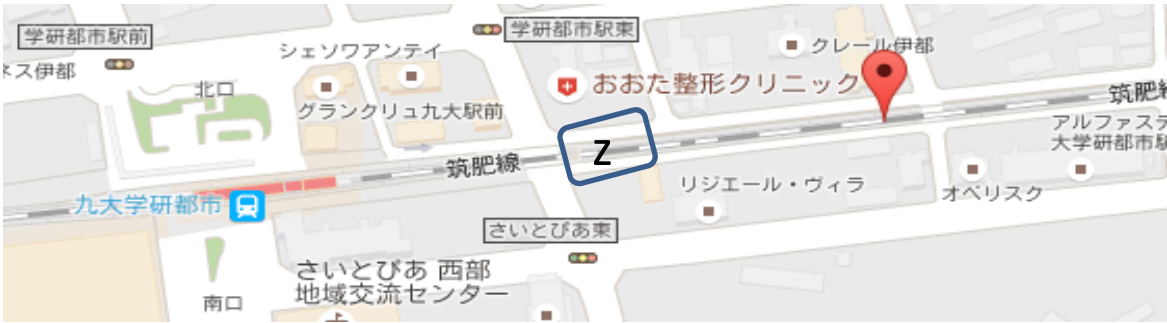 学研都市駅前
学研都市駅東
シェソワアンティ
クレール伊都
ネス伊都
北口
おおた整形クリニック
グランクリュ九大駅前
筑肥線
アルファステ
大学研都市駅
Z
筑肥線
リジエール・ヴィラ
オベリスク
九大学研都市
さいとぴあ東
さいとぴあ 西部
地域交流センター
南口